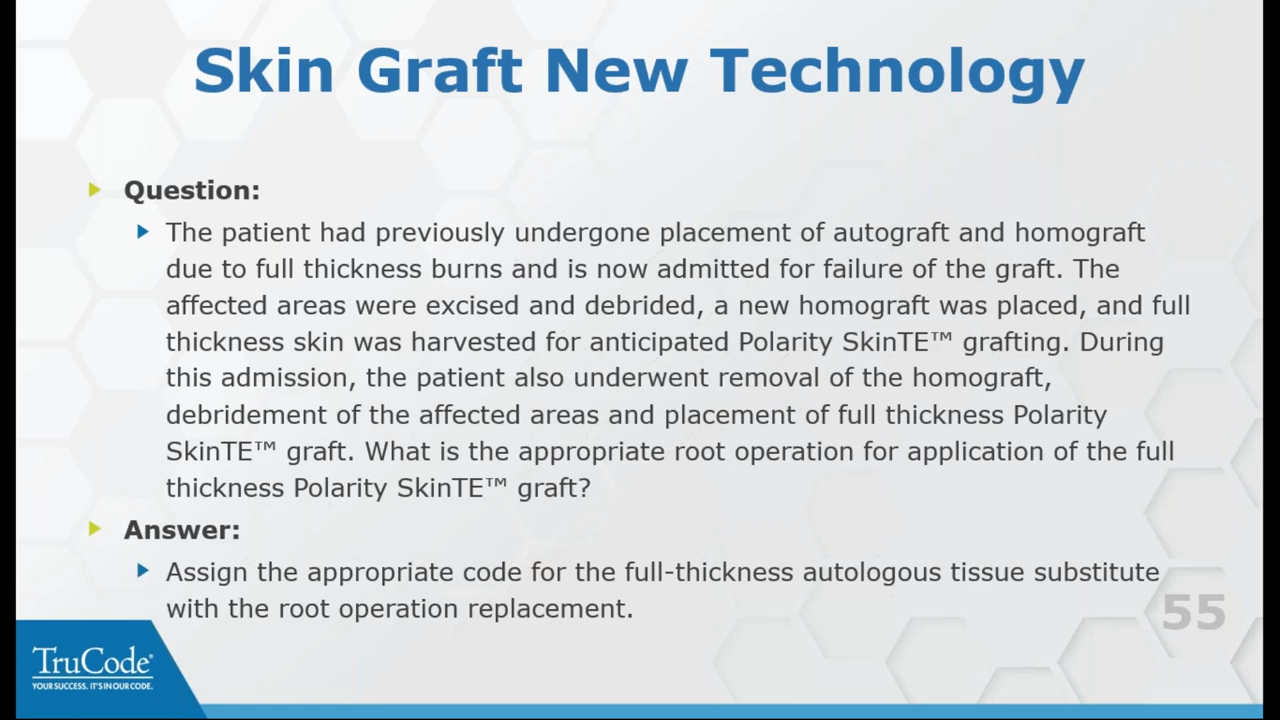 Skin Graft New Technology
Question:
The patient had previously undergone placement of autograft and homograft
due to full thickness burns and is now admitted for failure of the graft. The
affected areas were excised and debrided, a new homograft was placed, and full
thickness skin was harvested for anticipated Polarity SkinTE™ grafting. During
this admission, the patient also underwent removal of the homograft,
debridement of the affected areas and placement of full thickness Polarity
SkinTE™ graft. What is the appropriate root operation for application of the full
thickness Polarity SkinTE™ graft?
Answer:
Assign the appropriate code for the full-thickness autologous tissue substitute
with the root operation replacement.
55
TruCode®
YOUR SUCCESS. IT'S IN OUR CODE.